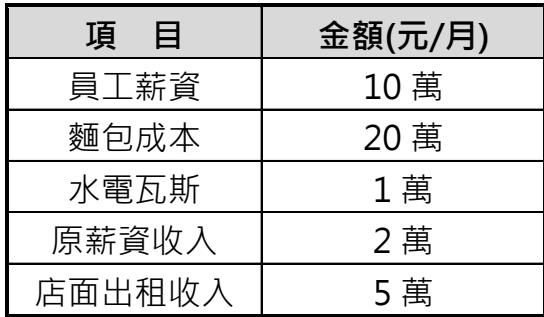 項 目 金額(元/月)
員工薪資 10 萬
麵包成本 20 萬
水電瓦斯 1 萬
原薪資收入 2 萬
店面出租收入 5 萬